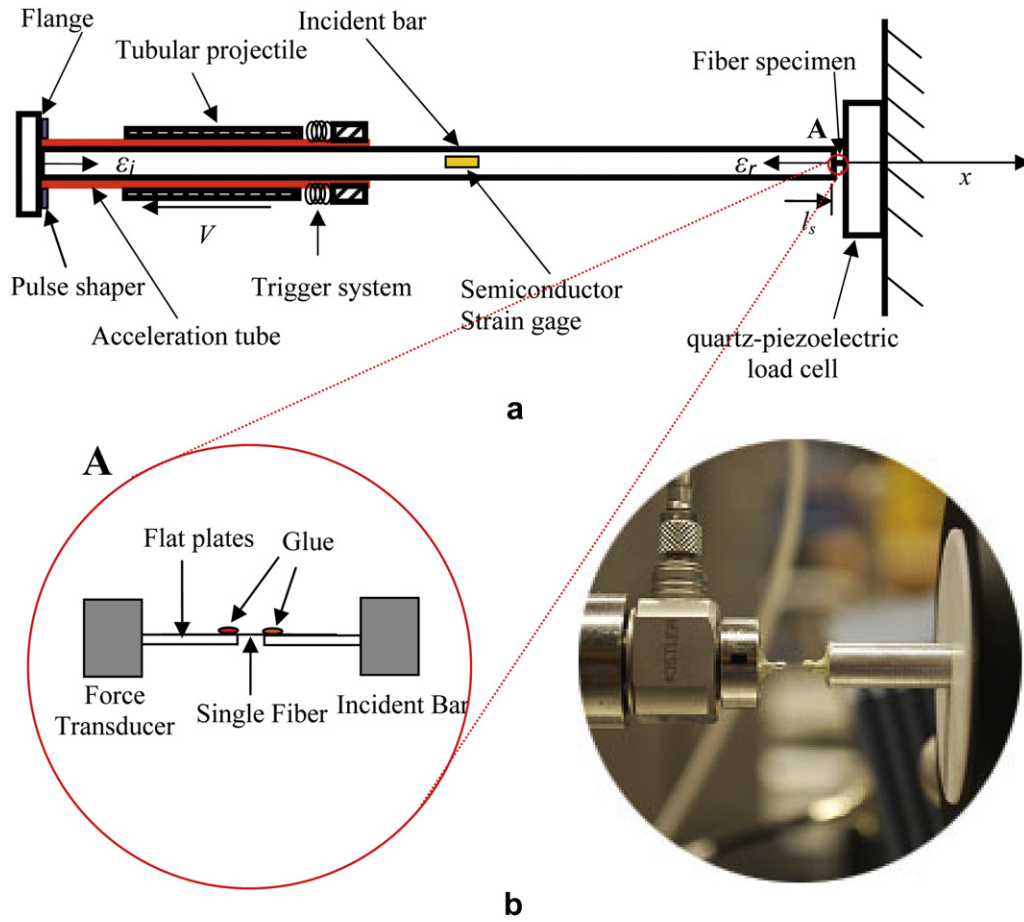 Flange
Tubular projectile
Incident bar
Fiber specimen
A
εi
εr
x
V
ls
Pulse shaper
Acceleration tube
Trigger system
Semiconductor
Strain gage
quartz-piezoelectric
load cell
a
A
Flat plates
Glue
Force
Transducer
Single Fiber
Incident Bar
KISTLER
b